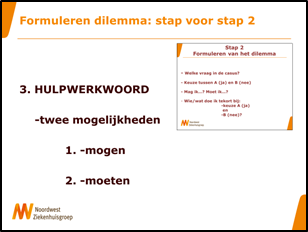 Formuleren dilemma: stap voor stap 2
Stap 2
Formuleren van het dilemma
- Welke vraag in de casus?
- Keuze tussen A (ja) en B (nee)
- Mag ik...? Moet ik...?
- Wie/wat doe ik tekort bij
-keuze A (ja)
en
-B (nee)?
3. HULPWERKWOORD
-twee mogelijkheden
1. -mogen
2. -moeten
Noordwest
Ziekenhuisgroep